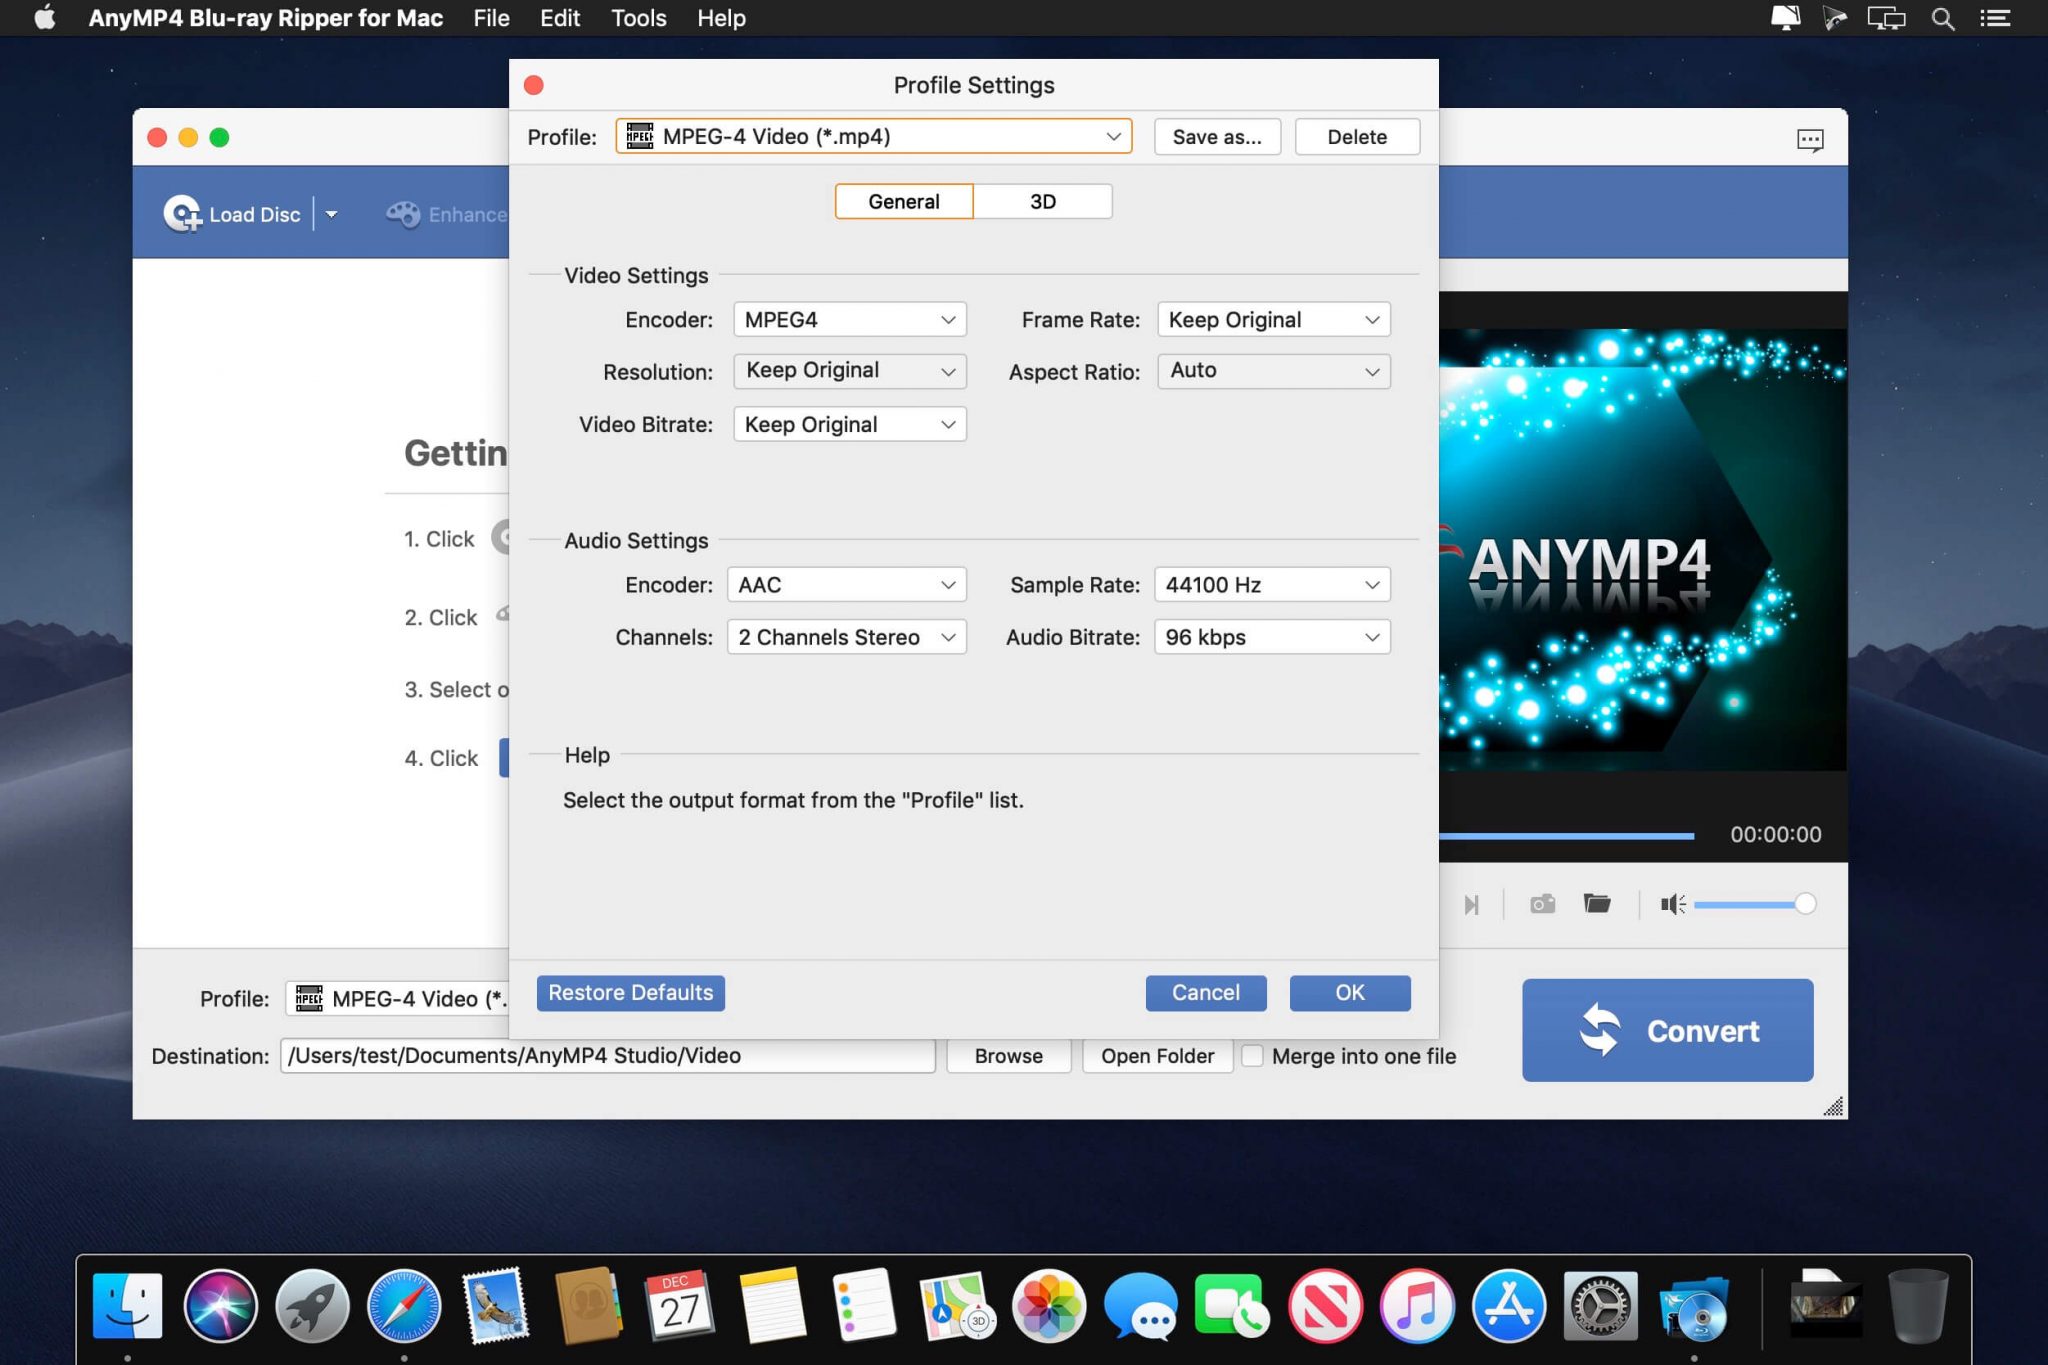 AnyMP4 Blu-ray Ripper for Mac File Edit Tools Help
Profile Settings
Profile: MPEG-4 Video (*.mp4) Save as... Delete
General 3D
Load Disc Enhance
Video Settings
Encoder: MPEG4 Frame Rate: Keep Original
Resolution: Keep Original Aspect Ratio: Auto
Video Bitrate: Keep Original
Gettin
1. Click
2. Click
3. Select o
4. Click
Audio Settings
Encoder: AAC Sample Rate: 44100 Hz
Channels: 2 Channels Stereo Audio Bitrate: 96 kbps
Help
Select the output format from the "Profile" list.
ANYMP4
00:00:00
Restore Defaults Cancel OK
Profile: MPEG MPEG-4 Video (*.
Destination: /Users/test/Documents/AnyMP4 Studio/Video Browse Open Folder Merge into one file
Convert
DEC
27
3D